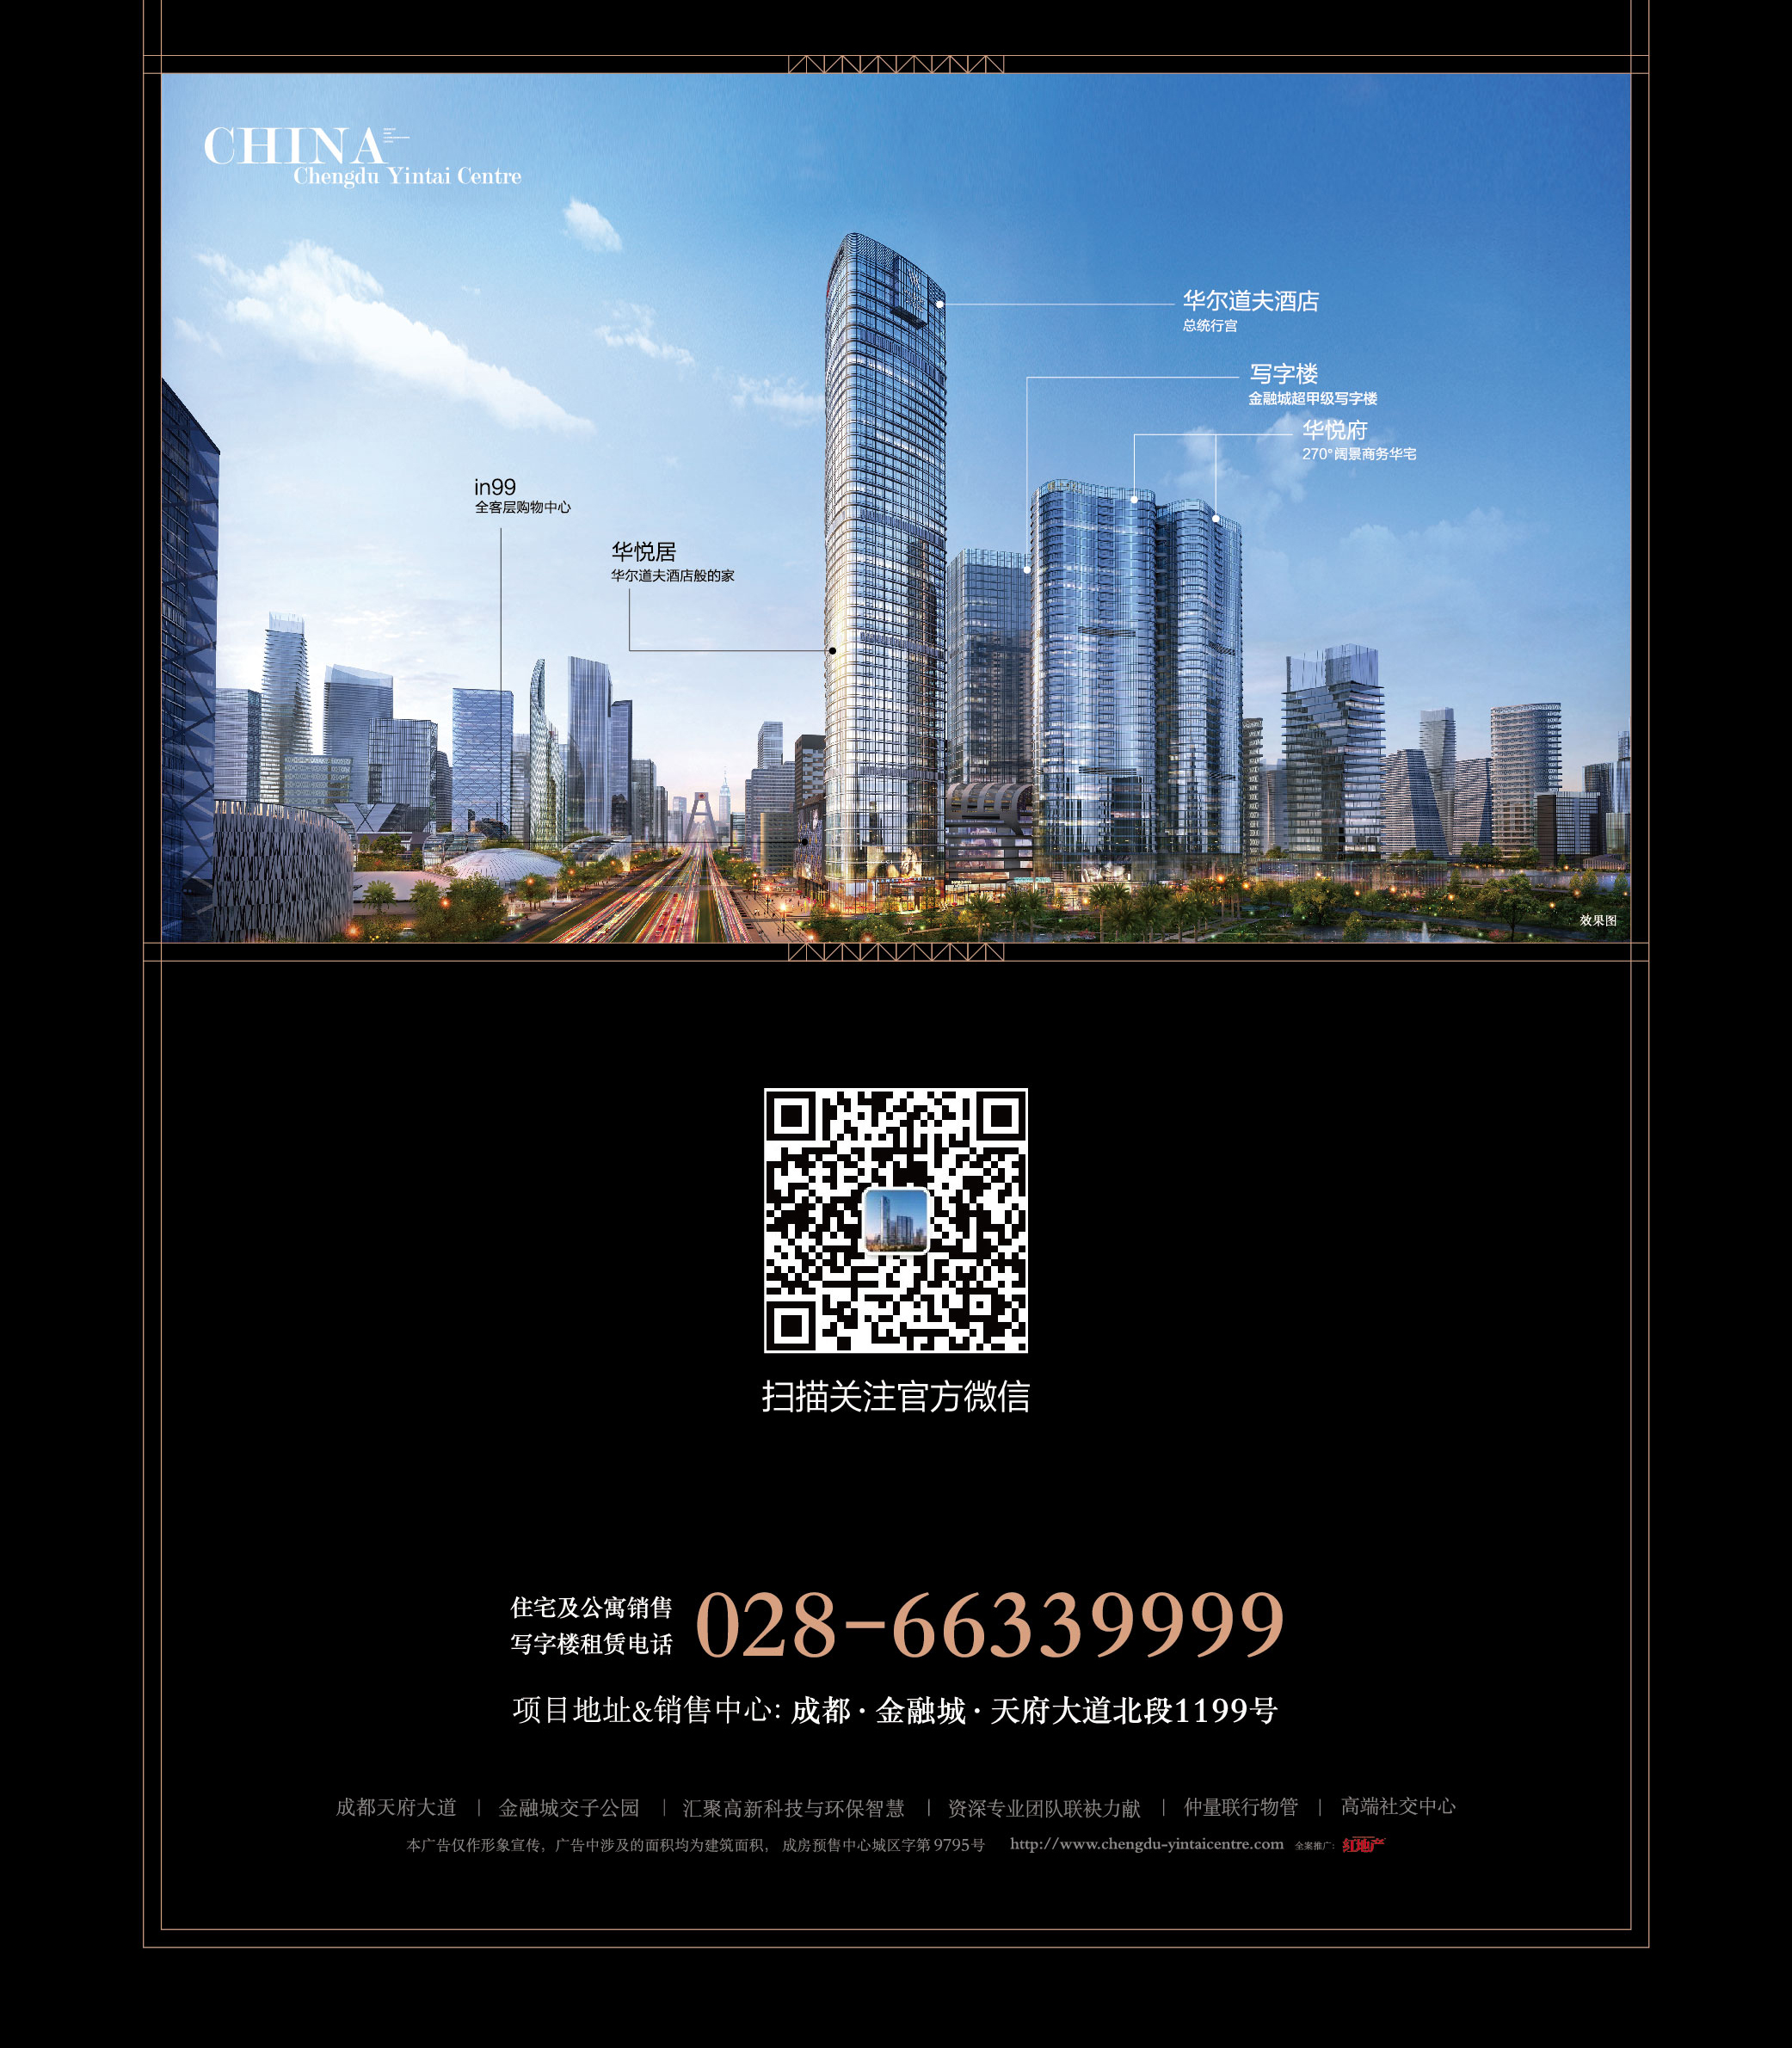 CHINA
Chengdu Yintai Centre
华尔道夫酒店
总统行宫
写字楼
金融城超甲级写字楼
华悦府
270°阔景商务华宅
in99
全客层购物中心
华悦居
华尔道夫酒店般的家
效果图
扫描关注官方微信
住宅及公寓销售
写字楼租赁电话
028-66339999
项目地址&销售中心: 成都·金融城·天府大道北段1199号
成都天府大道 | 金融城交子公园 | 汇聚高新科技与环保智慧 | 资深专业团队联袂力献 | 仲量联行物管 | 高端社交中心
本广告仅作形象宣传，广告中涉及的面积均为建筑面积， 成房预售中心城区字第9795号 http://www.chengdu-yintaicentre.com 全案推广: 红地产